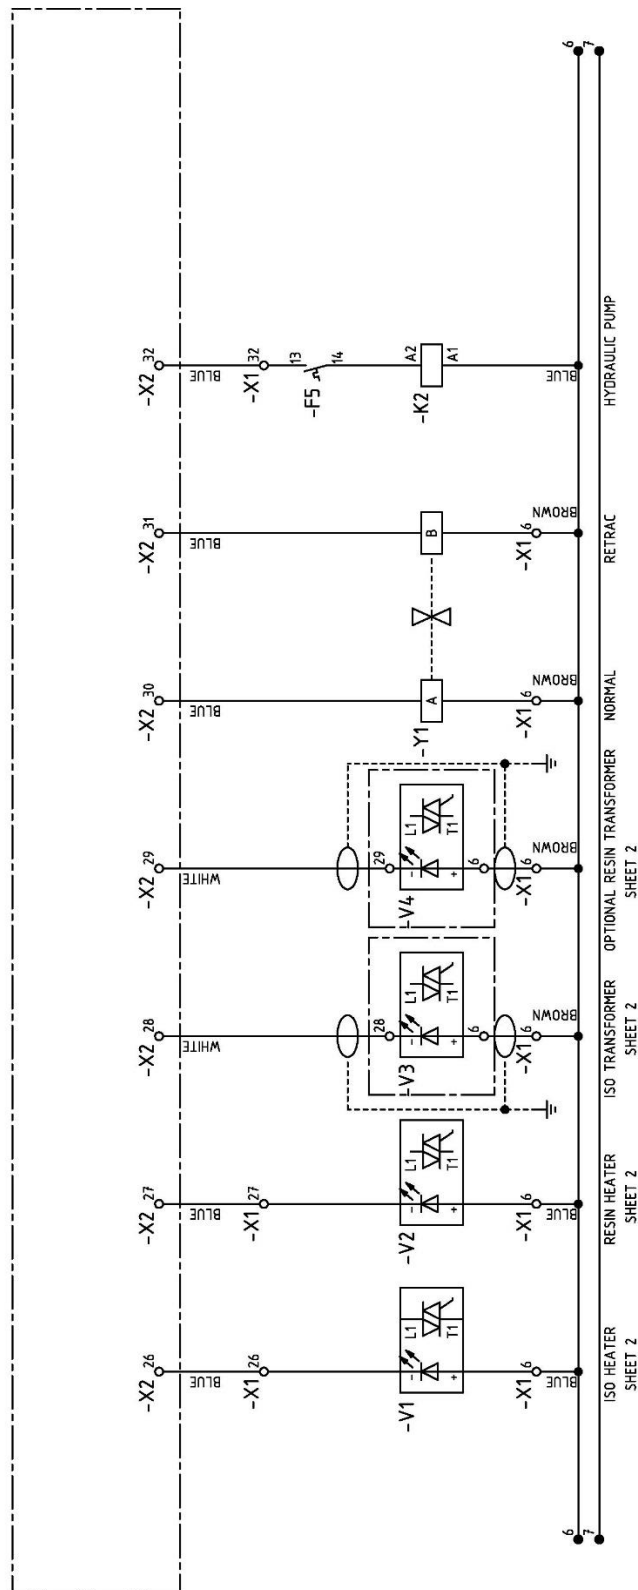 -X2 26
-X2 27
-X2 28
-X2 29
-X2 30
-X2 31
-X2 32
BLUE
BLUE
WHITE
WHITE
BLUE
BLUE
BLUE
-X1 26
-X1 27
-X1 32
13
-F5
14
28
29
-V1
- L1
+ T1
-V2
- L1
+ T1
-V3
- L1
+ T1
-V4
- L1
+ T1
-Y1
A
B
-K2
A2
A1
6
6
-X1 6
-X1 6
-X1 6
-X1 6
-X1 6
-X1 6
BLUE
BLUE
BROWN
BROWN
BROWN
BROWN
BLUE
6
6
7
7
ISO HEATER
SHEET 2
RESIN HEATER
SHEET 2
ISO TRANSFORMER
SHEET 2
OPTIONAL RESIN TRANSFORMER
SHEET 2
NORMAL
RETRAC
HYDRAULIC PUMP